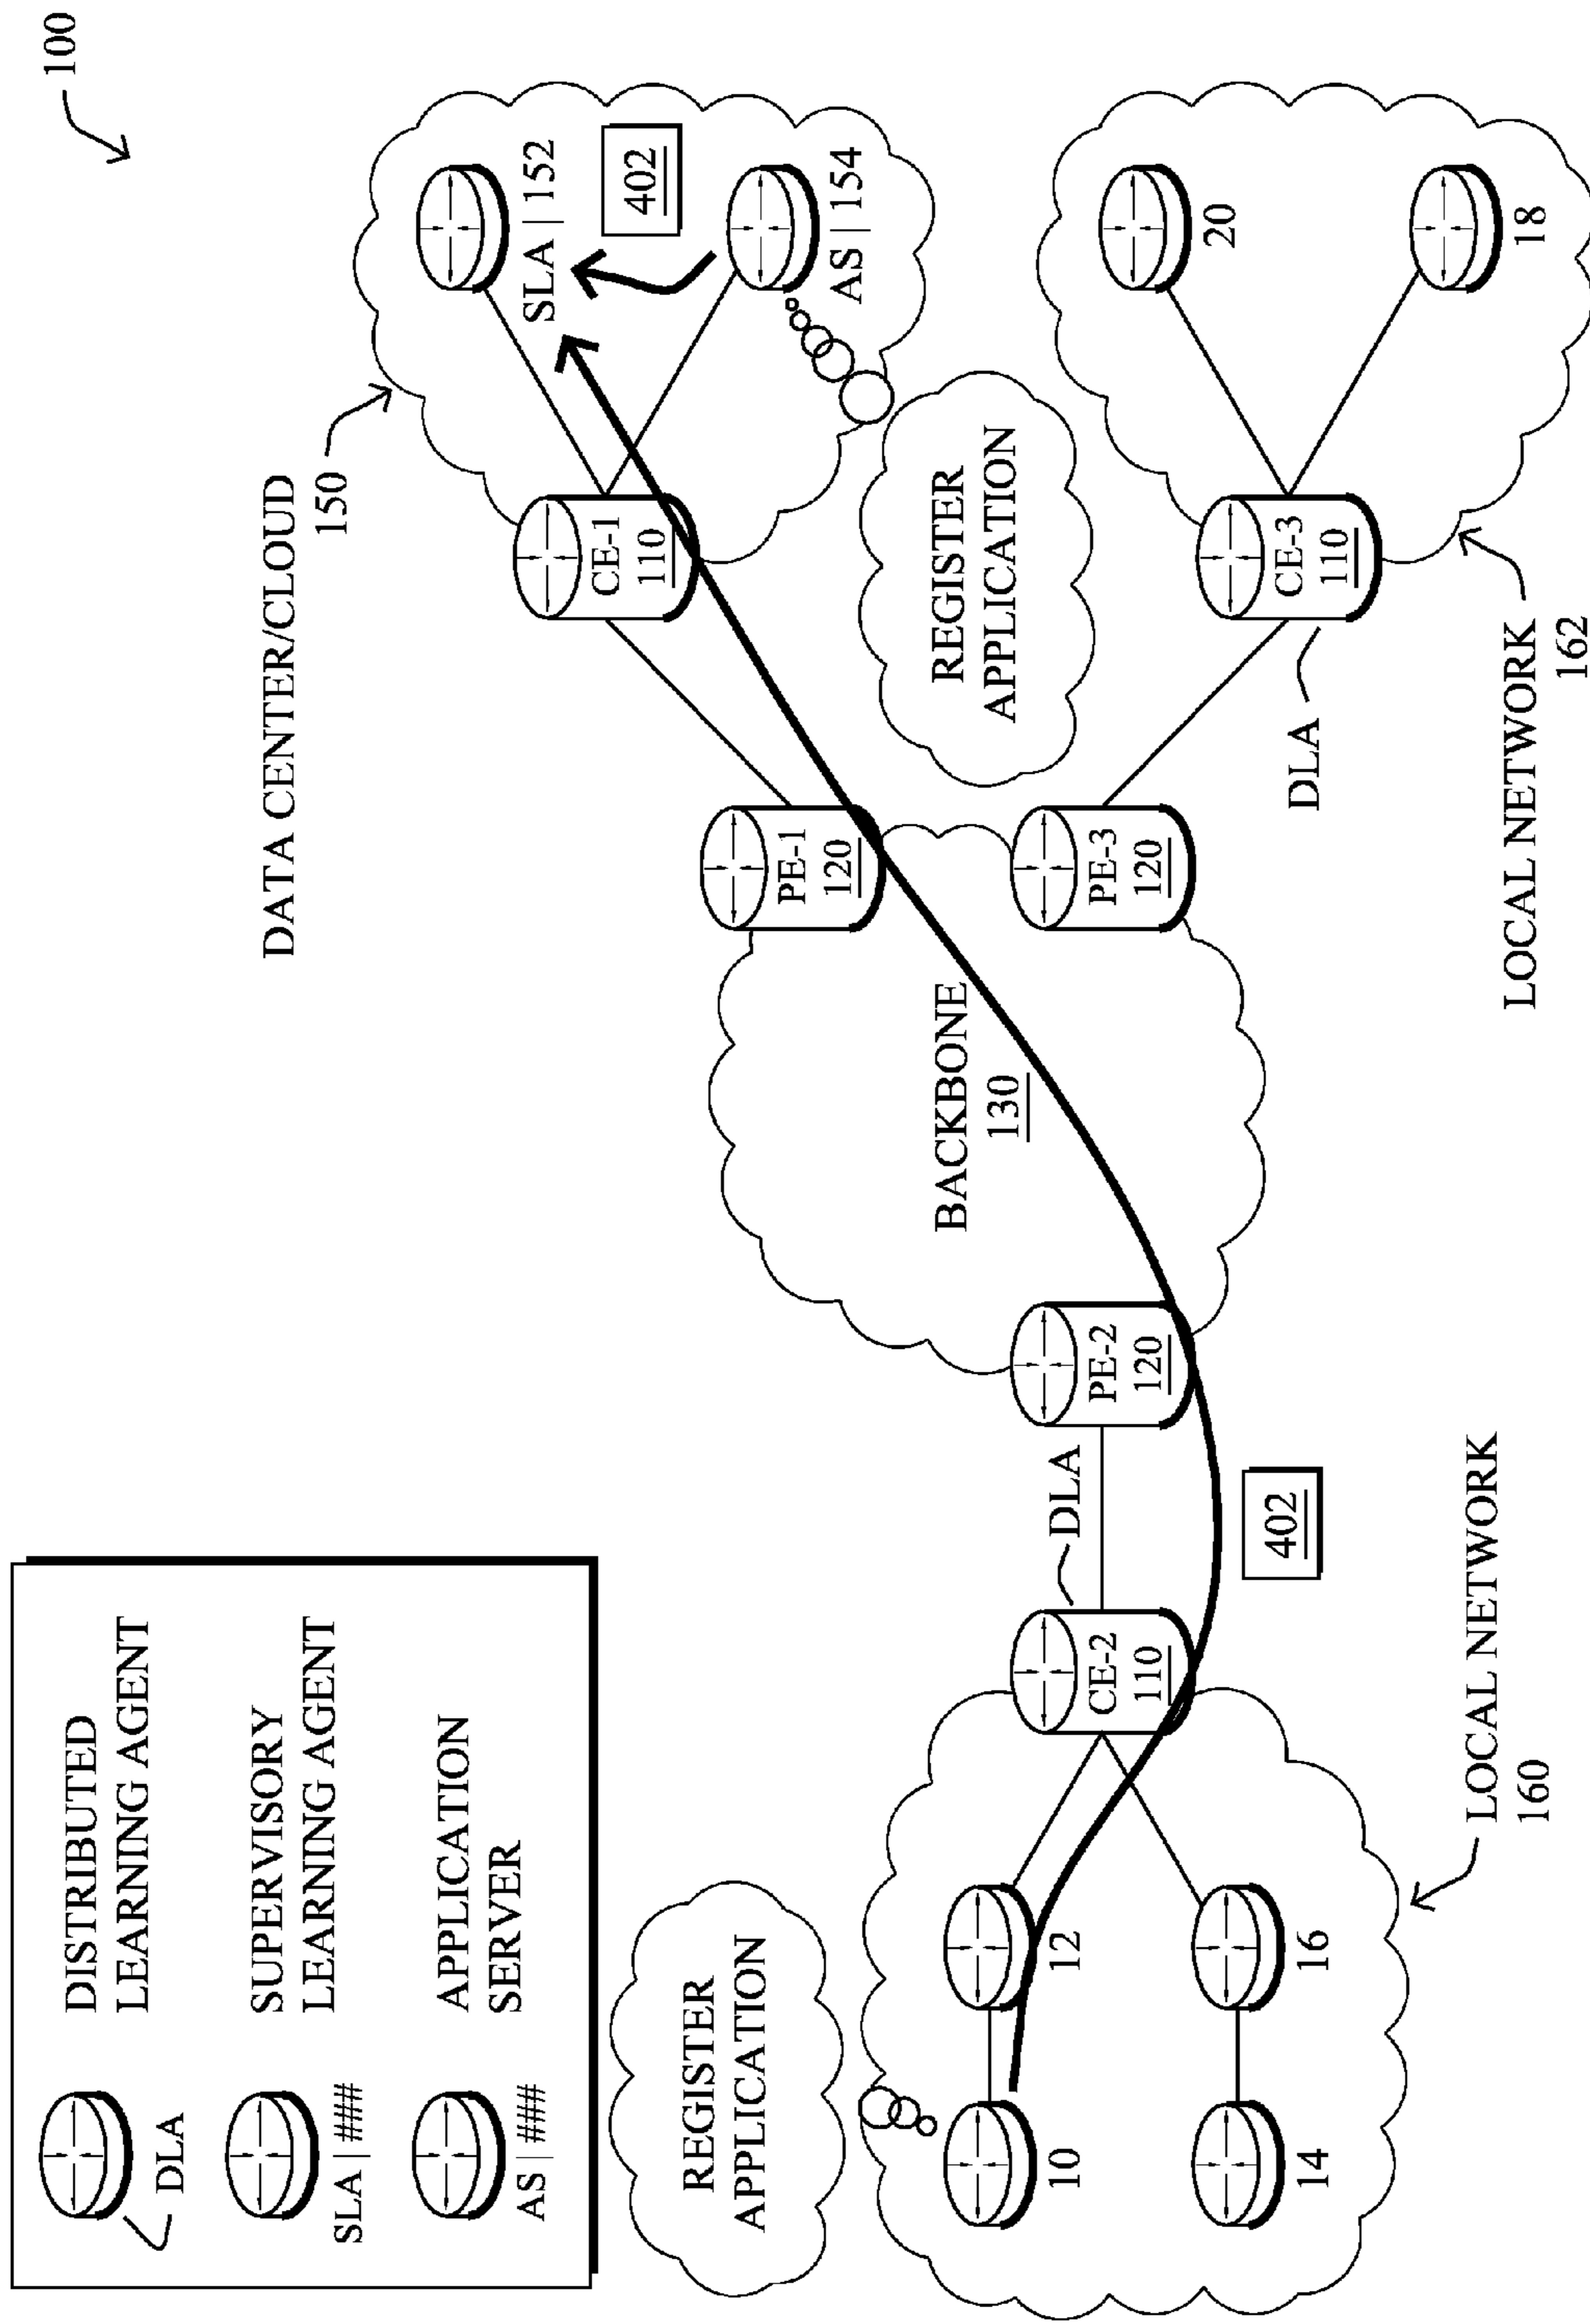 100
DISTRIBUTED
LEARNING AGENT
DLA
SUPERVISORY
LEARNING AGENT
SLA | ###
APPLICATION
SERVER
AS | ###
DATA CENTER/CLOUD
150
SLA | 152
402
AS | 154
CE-1
110
REGISTER
APPLICATION
PE-1
120
BACKBONE
130
PE-3
120
PE-2
120
DLA
CE-2
110
402
REGISTER
APPLICATION
10
12
14
16
LOCAL NETWORK
160
DLA
CE-3
110
20
18
LOCAL NETWORK
162